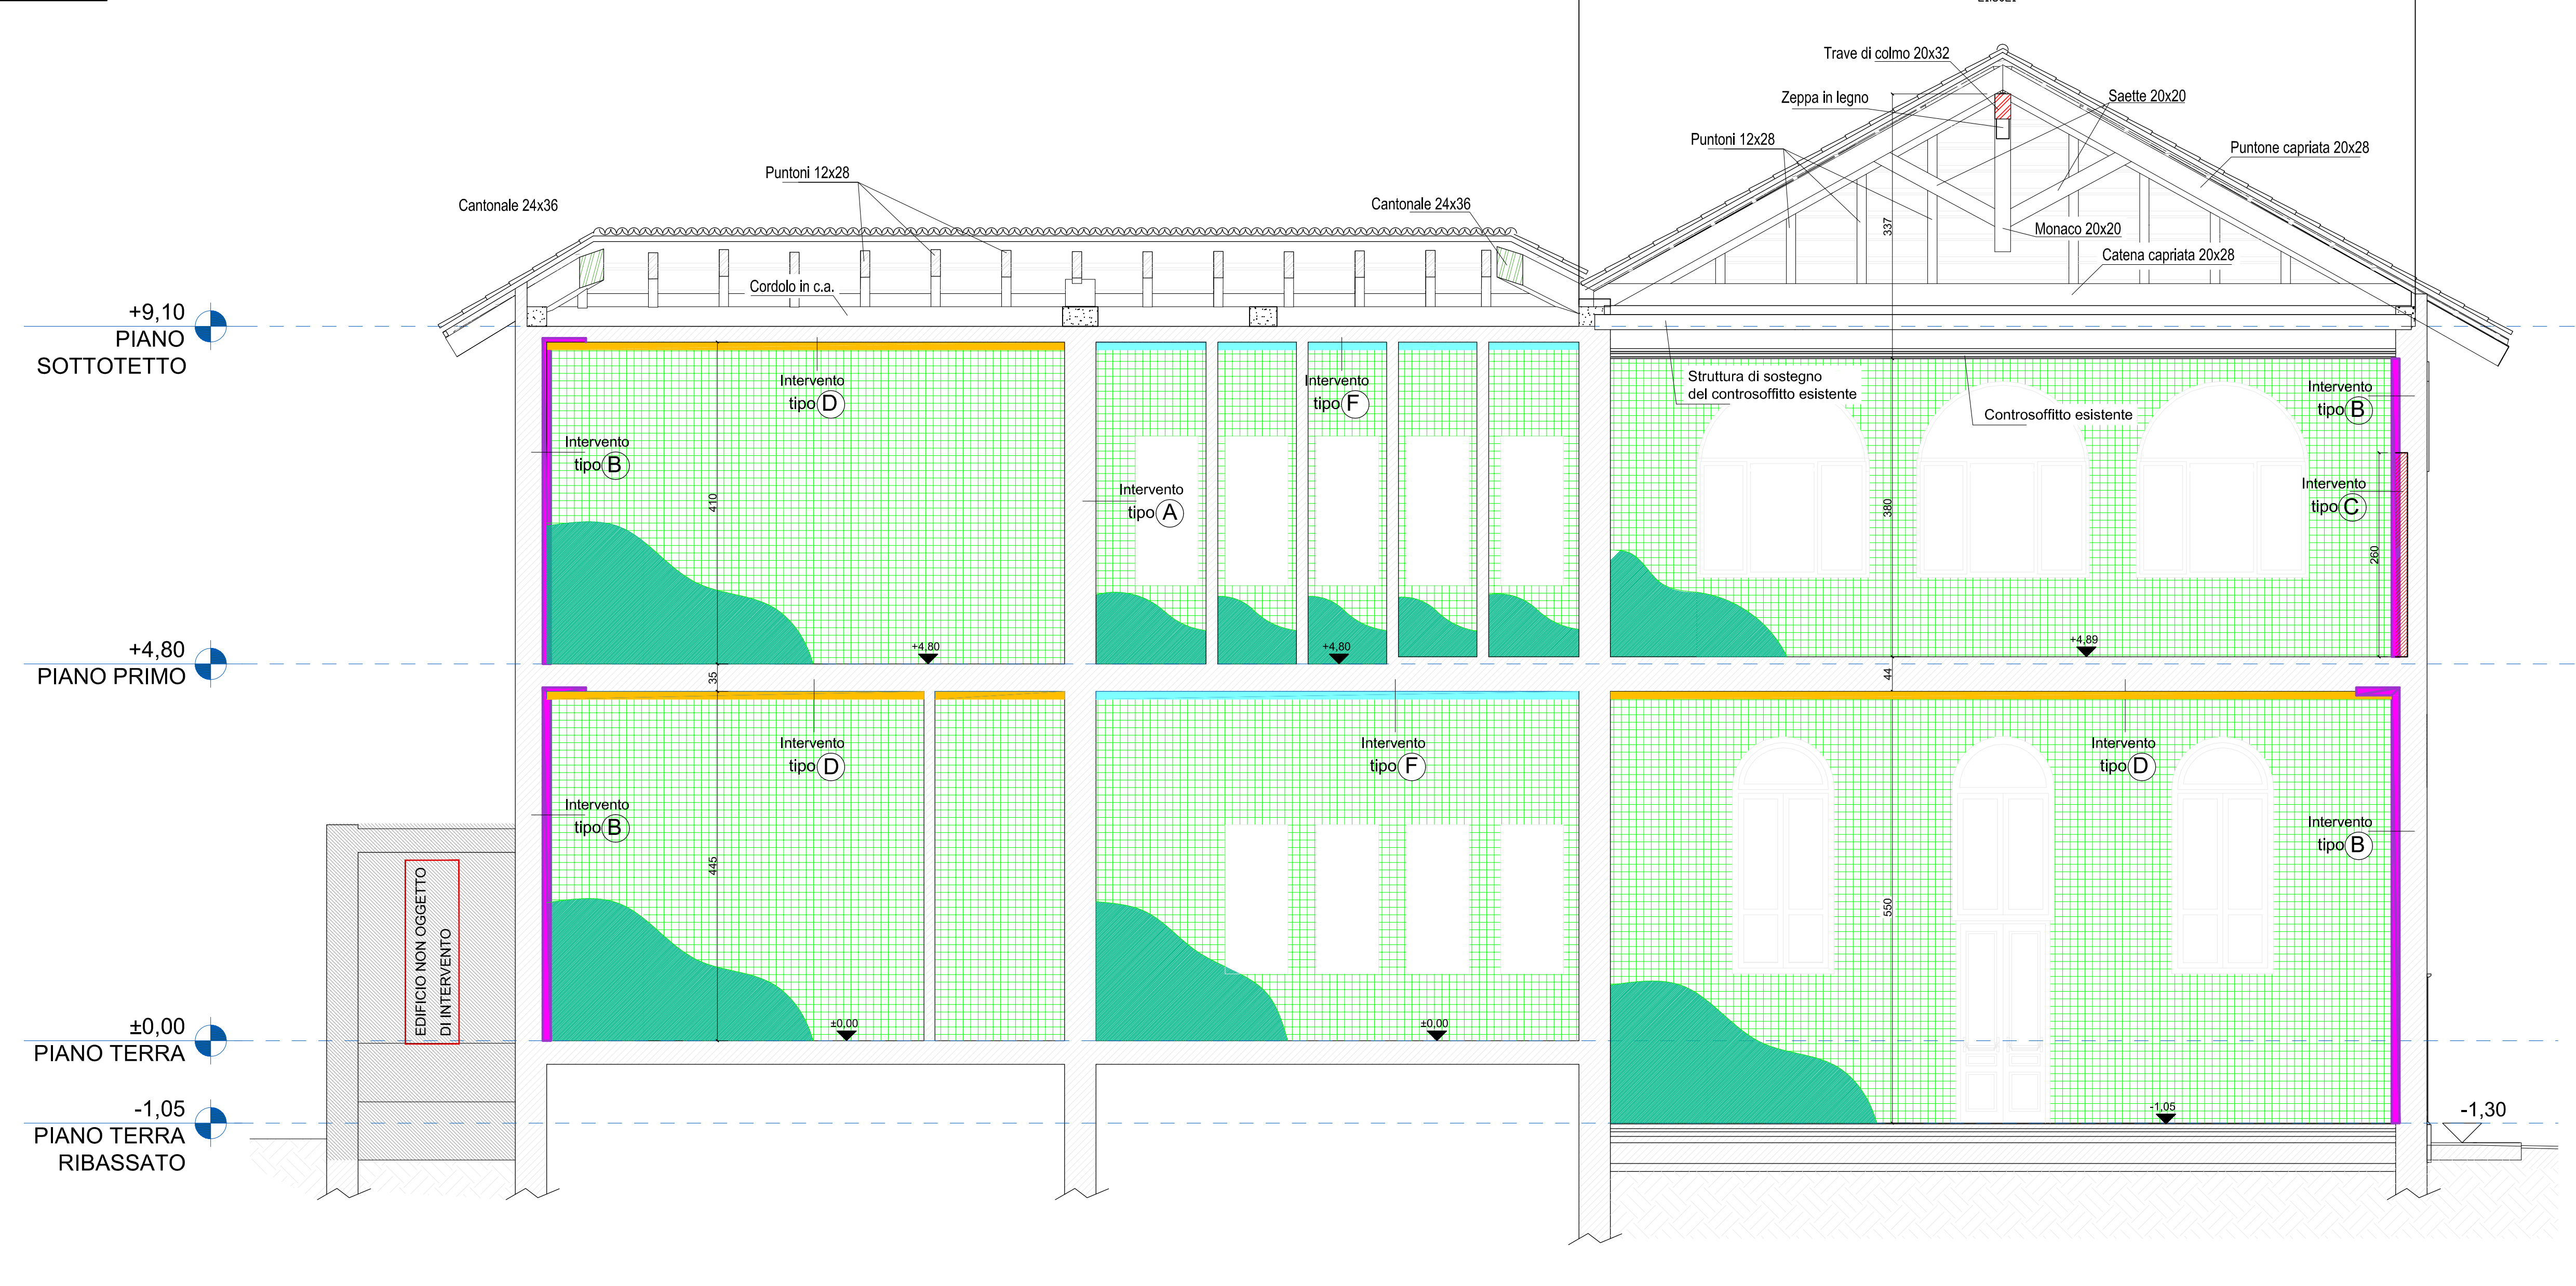 Trave di colmo 20x32
Zeppa in legno
Saette 20x20
Puntoni 12x28
Puntone capriata 20x28
Puntoni 12x28
Cantonale 24x36
Cantonale 24x36
337
Monaco 20x20
Catena capriata 20x28
Cordolo in c.a.
+9,10
PIANO
SOTTOTETTO
Intervento
tipo D
Intervento
tipo F
Struttura di sostegno
del controsoffitto esistente
Controsoffitto esistente
Intervento
tipo B
Intervento
tipo B
410
Intervento
tipo A
380
Intervento
tipo C
260
+4,80
PIANO PRIMO
+4,80
+4,80
+4,89
35
44
Intervento
tipo D
Intervento
tipo F
Intervento
tipo D
Intervento
tipo B
Intervento
tipo B
445
550
EDIFICIO NON OGGETTO
DI INTERVENTO
±0,00
PIANO TERRA
±0,00
±0,00
-1,05
PIANO TERRA
RIBASSATO
-1,05
-1,30